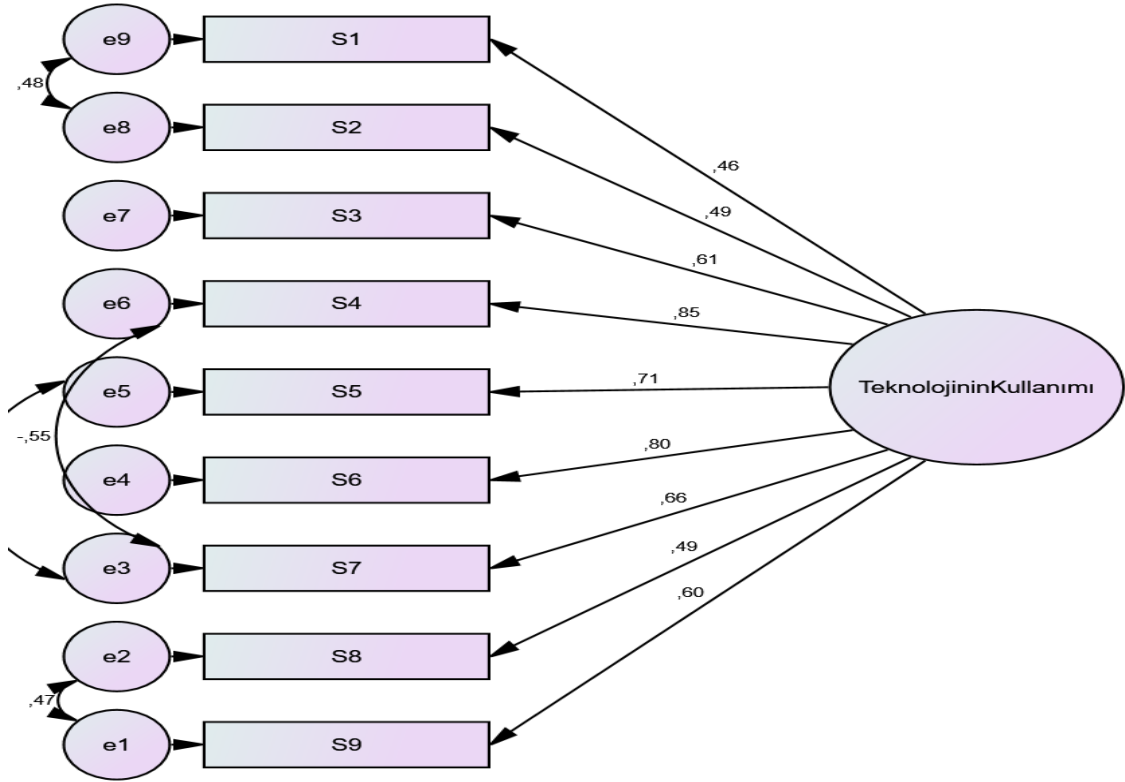 e9
S1
,48
,46
e8
S2
,49
e7
S3
,61
e6
S4
,85
e5
S5
,71
TeknolojininKullanımı
-,55
e4
S6
,80
e3
S7
,66
,49
,60
e2
S8
,47
e1
S9